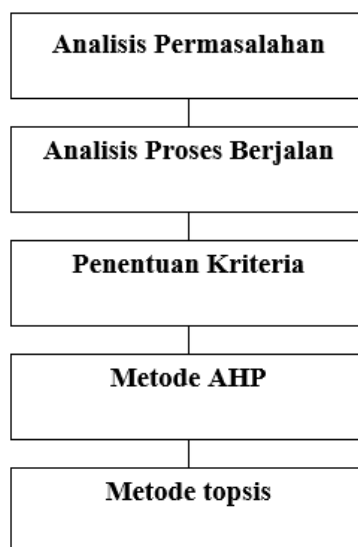 Analisis Permasalahan
Analisis Proses Berjalan
Penentuan Kriteria
Metode AHP
Metode topsis